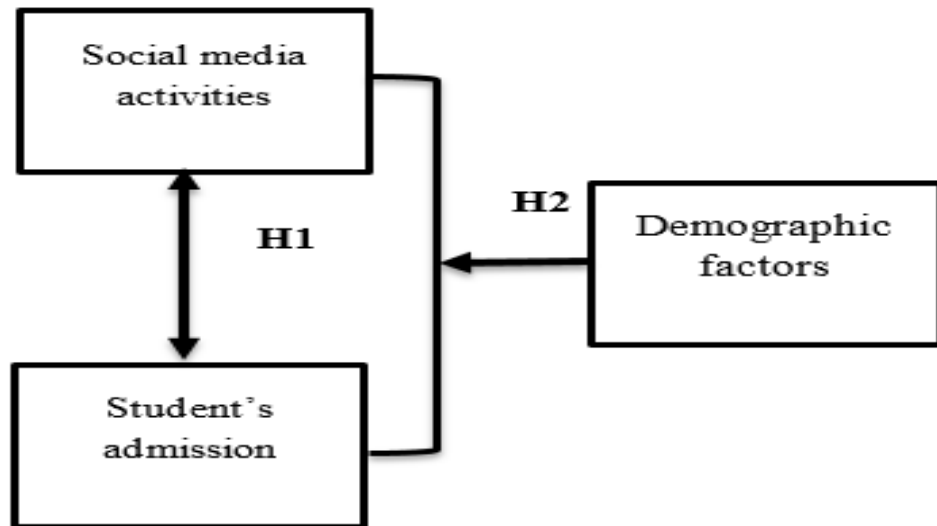 Social media
activities
H1
H2
Demographic
factors
Student's
admission